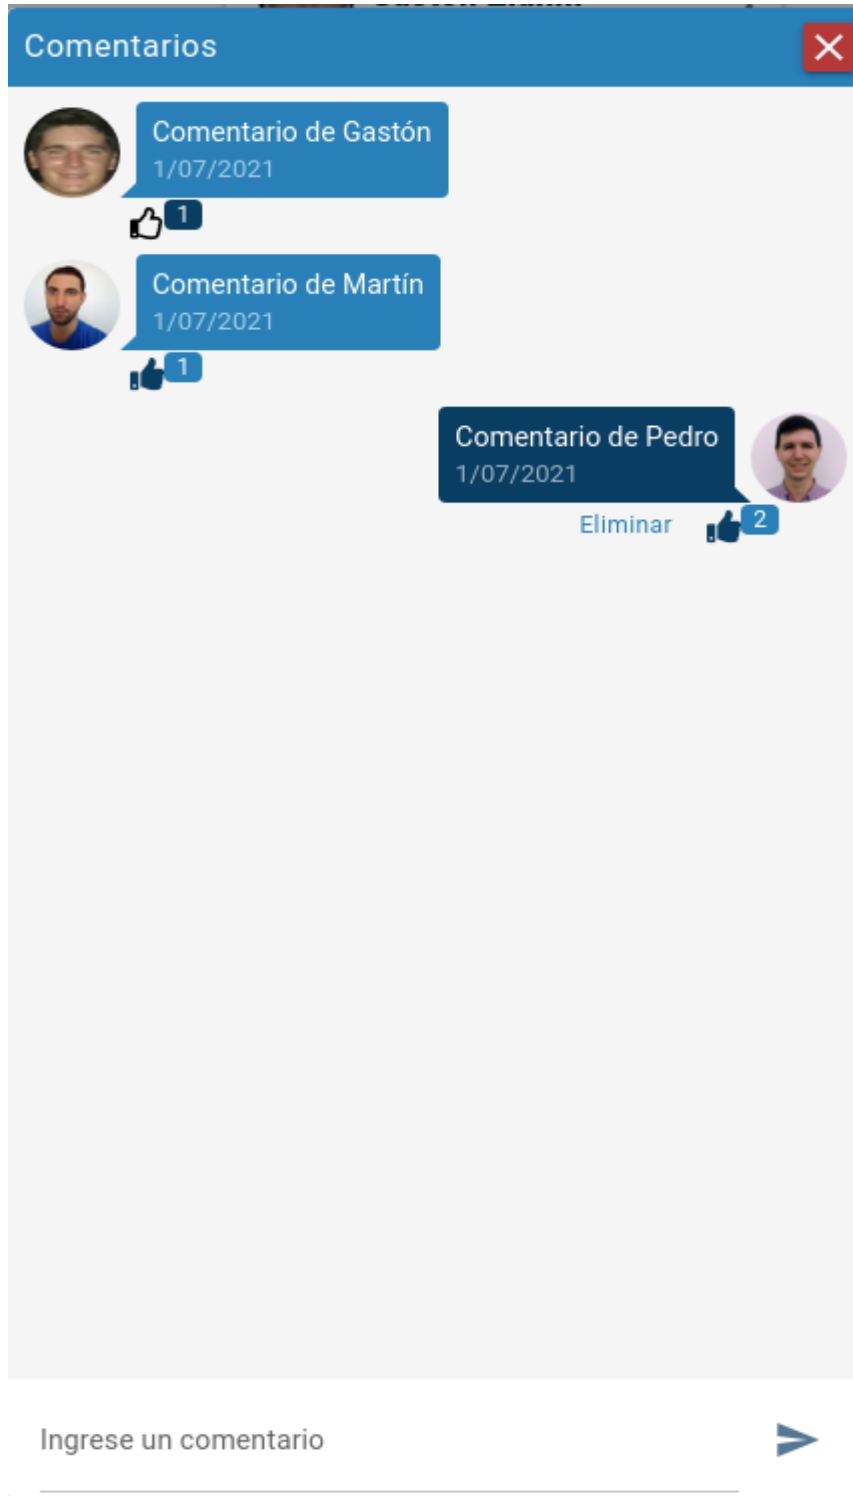 Comentarios
Comentario de Gastón
1/07/2021
1
Comentario de Martín
1/07/2021
1
Comentario de Pedro
1/07/2021
Eliminar 2
Ingrese un comentario